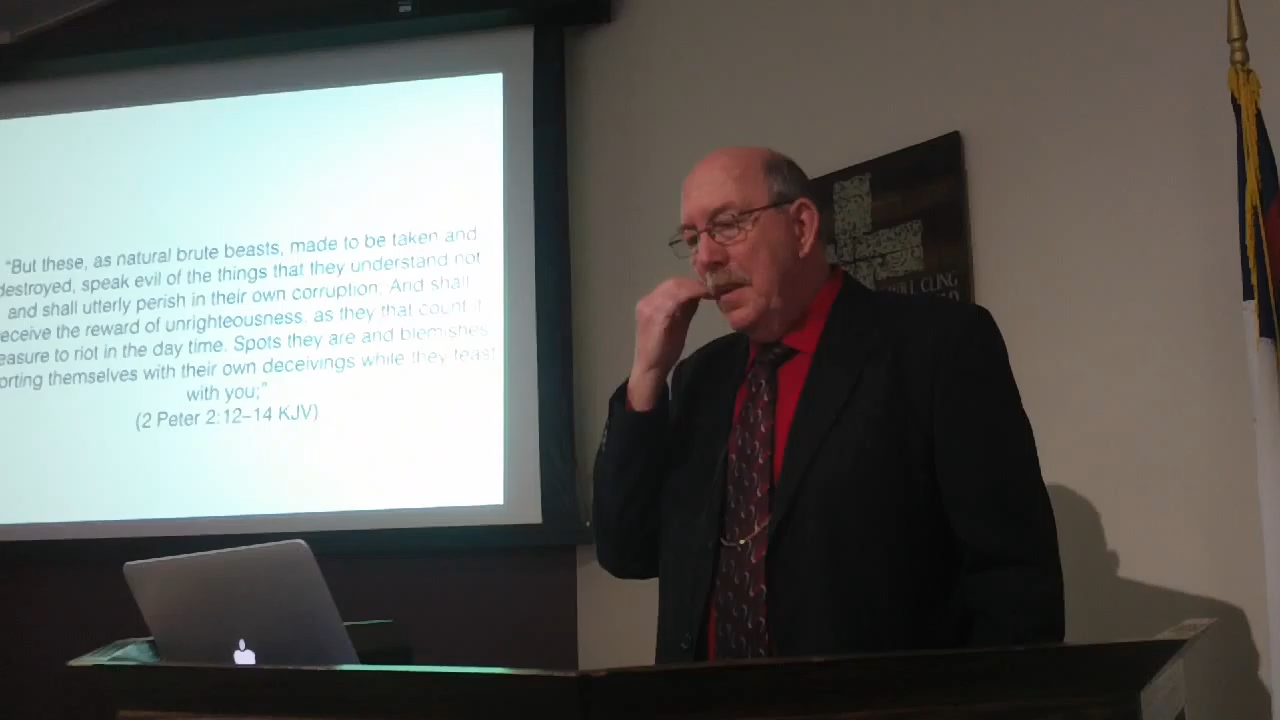 “But these, as natural brute beasts, made to be taken and
destroyed, speak evil of the things that they understand not
and shall utterly perish in their own corruption; And shall
receive the reward of unrighteousness, as they that count it
to riot in the day time. Spots they are and blemishes
themselves with their own deceivings while they feast
with you;”
(2 Peter 2:12–14 KJV)
CLING